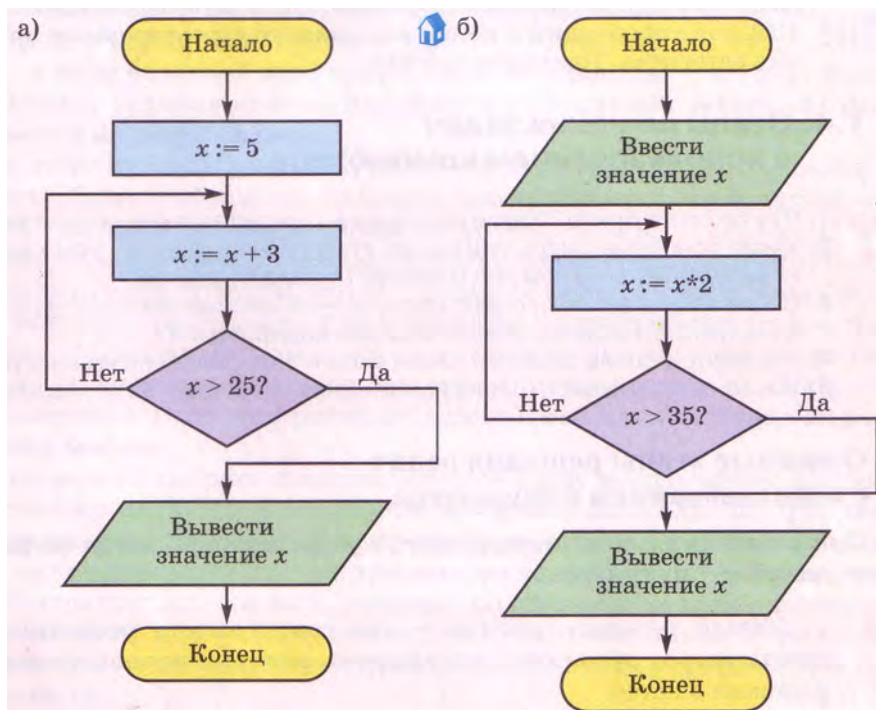 а)
Начало
x := 5
x := x + 3
Нет
x > 25?
Да
Вывести
значение x
Конец
б)
Начало
Ввести
значение x
x := x*2
Нет
x > 35?
Да
Вывести
значение x
Конец